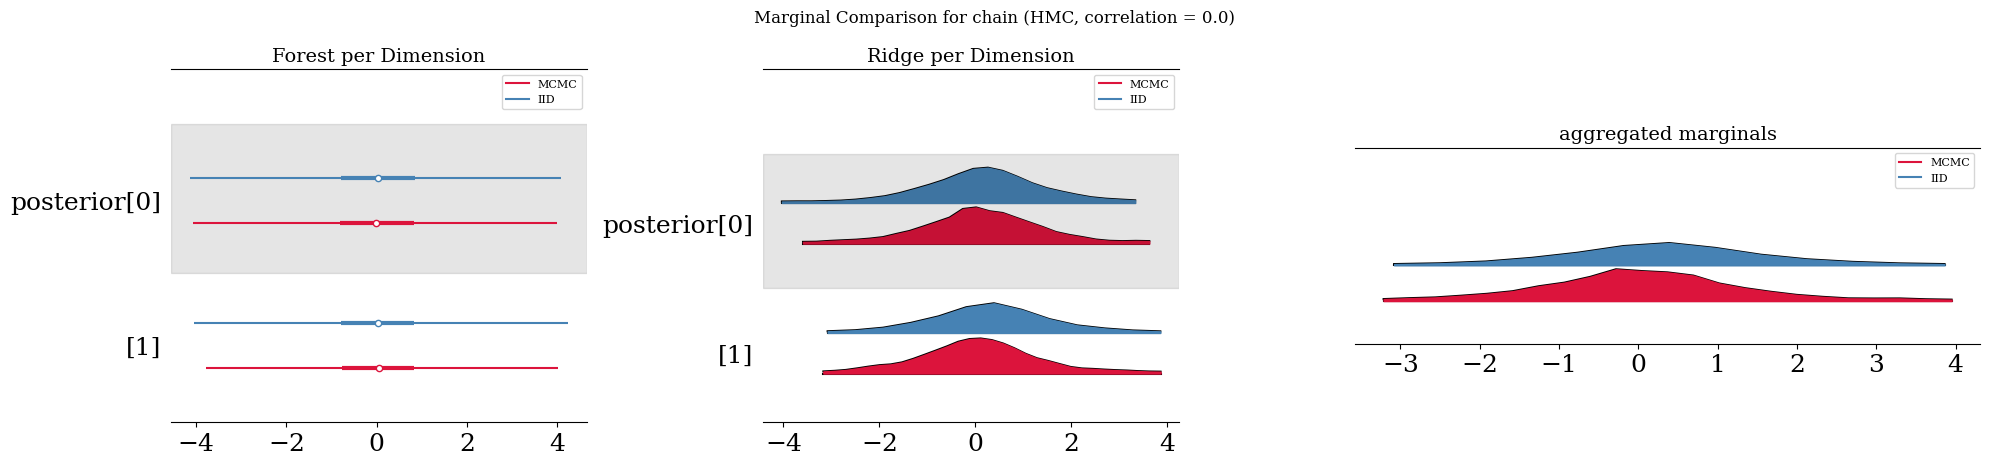 Marginal Comparison for chain (HMC, correlation = 0.0)
Forest per Dimension
MCMC
IID
posterior[0]
[1]
−4 −2 0 2 4
Ridge per Dimension
MCMC
IID
posterior[0]
[1]
−4 −2 0 2 4
aggregated marginals
MCMC
IID
−3 −2 −1 0 1 2 3 4